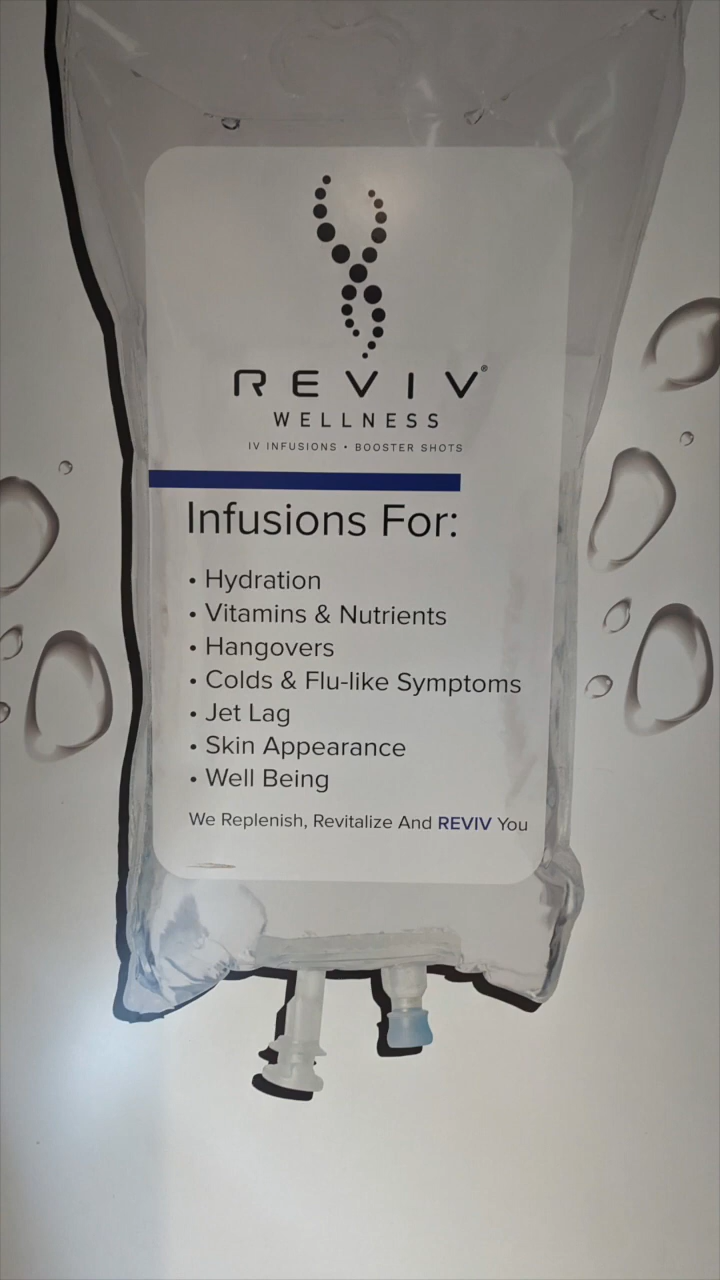 REVIV®
WELLNESS
IV INFUSIONS • BOOSTER SHOTS
Infusions For:
• Hydration
• Vitamins & Nutrients
• Hangovers
• Colds & Flu-like Symptoms
• Jet Lag
• Skin Appearance
• Well Being
We Replenish, Revitalize And REVIV You